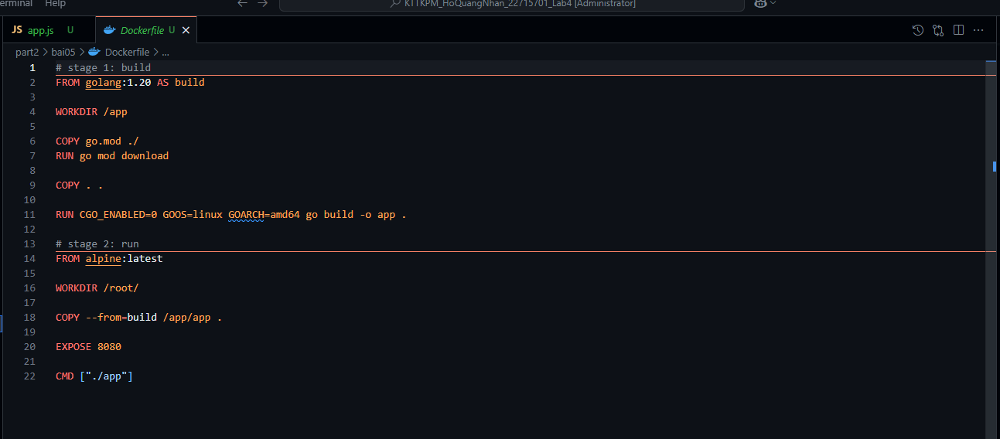 Terminal Help KTTKPM_HoQuangNhan_22715701_Lab4 [Administrator]
JS app.js U Dockerfile U
part2 > bai05 > Dockerfile > ...
1 # stage 1: build
2 FROM golang:1.20 AS build
3
4 WORKDIR /app
5
6 COPY go.mod ./
7 RUN go mod download
8
9 COPY . .
10
11 RUN CGO_ENABLED=0 GOOS=linux GOARCH=amd64 go build -o app .
12
13 # stage 2: run
14 FROM alpine:latest
15
16 WORKDIR /root/
17
18 COPY --from=build /app/app .
19
20 EXPOSE 8080
21
22 CMD ["./app"]